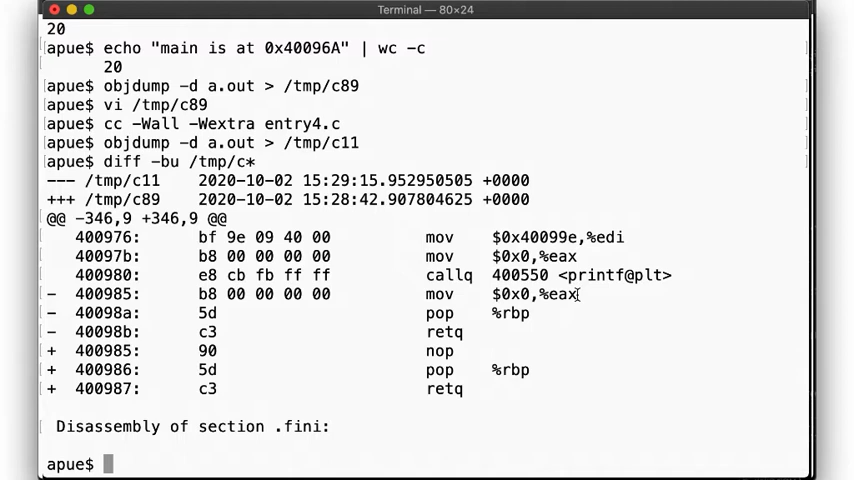 Terminal — 80×24
20
apue$ echo "main is at 0x40096A" | wc -c
20
apue$ objdump -d a.out > /tmp/c89
apue$ vi /tmp/c89
apue$ cc -Wall -Wextra entry4.c
apue$ objdump -d a.out > /tmp/c11
apue$ diff -bu /tmp/c*
--- /tmp/c11 2020-10-02 15:29:15.952950505 +0000
+++ /tmp/c89 2020-10-02 15:28:42.907804625 +0000
@@ -346,9 +346,9 @@
400976: bf 9e 09 40 00 mov $0x40099e,%edi
40097b: b8 00 00 00 00 mov $0x0,%eax
400980: e8 cb fb ff ff callq 400550 <printf@plt>
- 400985: b8 00 00 00 00 mov $0x0,%eax
- 40098a: 5d pop %rbp
- 40098b: c3 retq
+ 400985: 90 nop
+ 400986: 5d pop %rbp
+ 400987: c3 retq
Disassembly of section .fini:
apue$